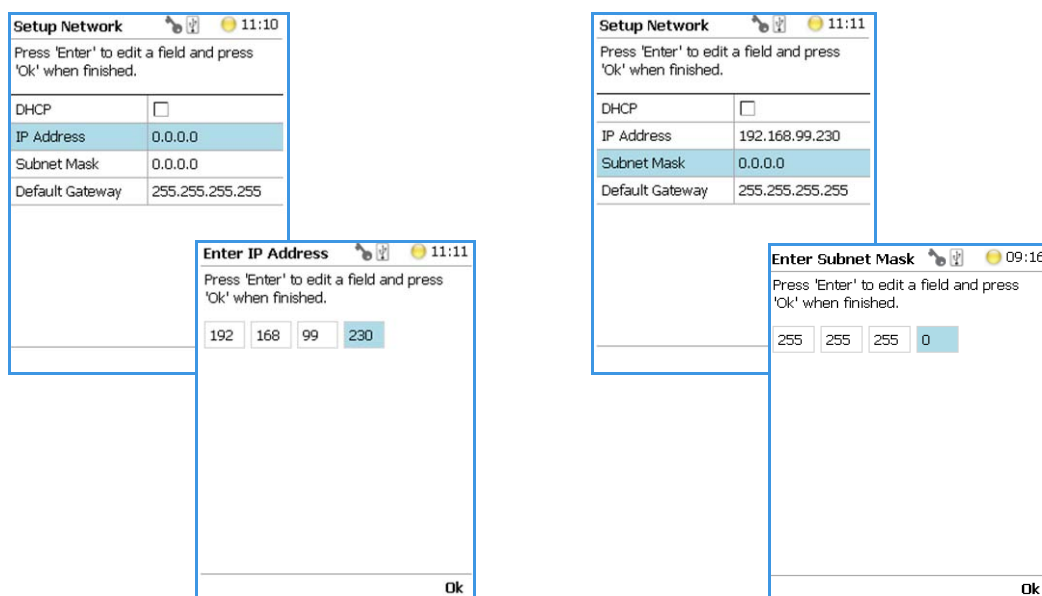 Setup Network 11:10
Press 'Enter' to edit a field and press
'Ok' when finished.
DHCP
IP Address 0.0.0.0
Subnet Mask 0.0.0.0
Default Gateway 255.255.255.255
Enter IP Address 11:11
Press 'Enter' to edit a field and press
'Ok' when finished.
192 168 99 230
Ok
Setup Network 11:11
Press 'Enter' to edit a field and press
'Ok' when finished.
DHCP
IP Address 192.168.99.230
Subnet Mask 0.0.0.0
Default Gateway 255.255.255.255
Enter Subnet Mask 09:16
Press 'Enter' to edit a field and press
'Ok' when finished.
255 255 255 0
Ok